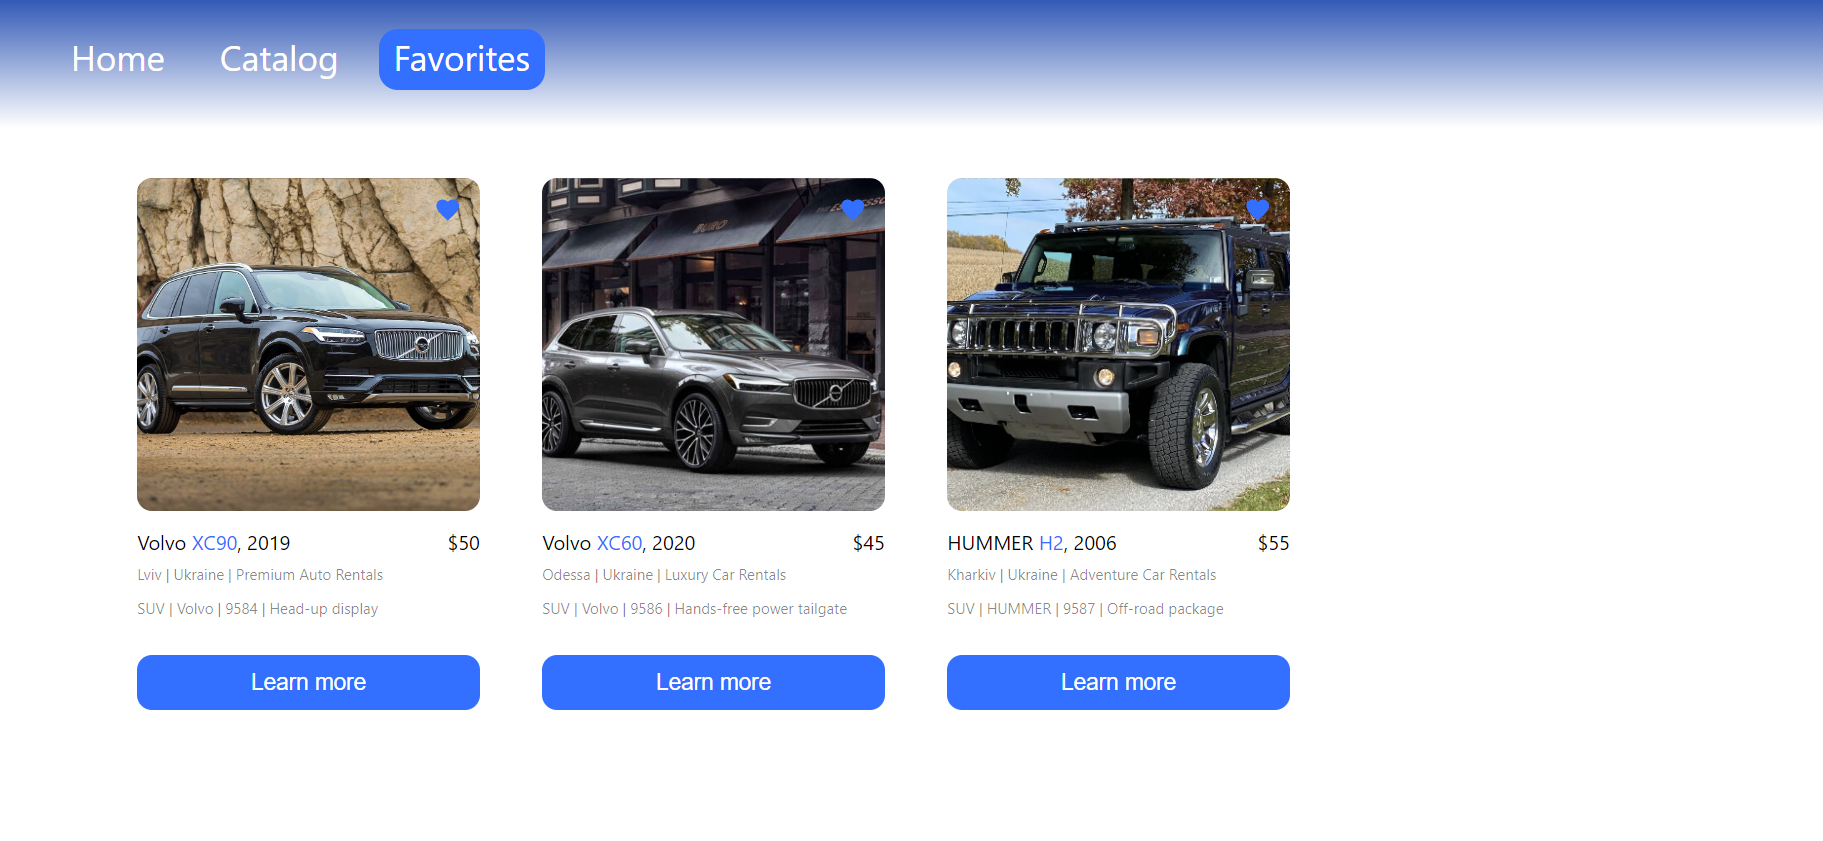 Home Catalog Favorites
Volvo XC90, 2019 $50
Lviv | Ukraine | Premium Auto Rentals
SUV | Volvo | 9584 | Head-up display
Learn more
Volvo XC60, 2020 $45
Odessa | Ukraine | Luxury Car Rentals
SUV | Volvo | 9586 | Hands-free power tailgate
Learn more
HUMMER H2, 2006 $55
Kharkiv | Ukraine | Adventure Car Rentals
SUV | HUMMER | 9587 | Off-road package
Learn more